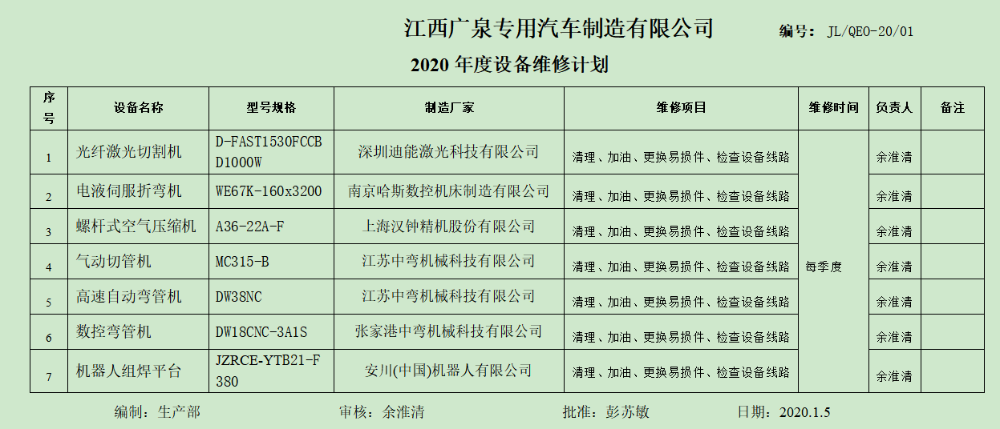 江西广泉专用汽车制造有限公司 编号： JL/QEO-20/01
2020 年度设备维修计划
序号 设备名称 型号规格 制造厂家 维修项目 维修时间 负责人 备注
1 光纤激光切割机 D-FAST1530FCCBD1000W 深圳迪能激光科技有限公司 清理、加油、更换易损件、检查设备线路 每季度 余淮清
2 电液伺服折弯机 WE67K-160x3200 南京哈斯数控机床制造有限公司 清理、加油、更换易损件、检查设备线路 余淮清
3 螺杆式空气压缩机 A36-22A-F 上海汉钟精机股份有限公司 清理、加油、更换易损件、检查设备线路 余淮清
4 气动切管机 MC315-B 江苏中弯机械科技有限公司 清理、加油、更换易损件、检查设备线路 余淮清
5 高速自动弯管机 DW38NC 江苏中弯机械科技有限公司 清理、加油、更换易损件、检查设备线路 余淮清
6 数控弯管机 DW18CNC-3A1S 张家港中弯机械科技有限公司 清理、加油、更换易损件、检查设备线路 余淮清
7 机器人组焊平台 JZRCE-YTB21-F380 安川(中国)机器人有限公司 清理、加油、更换易损件、检查设备线路 余淮清
编制：生产部 审核：余淮清 批准：彭苏敏 日期：2020.1.5